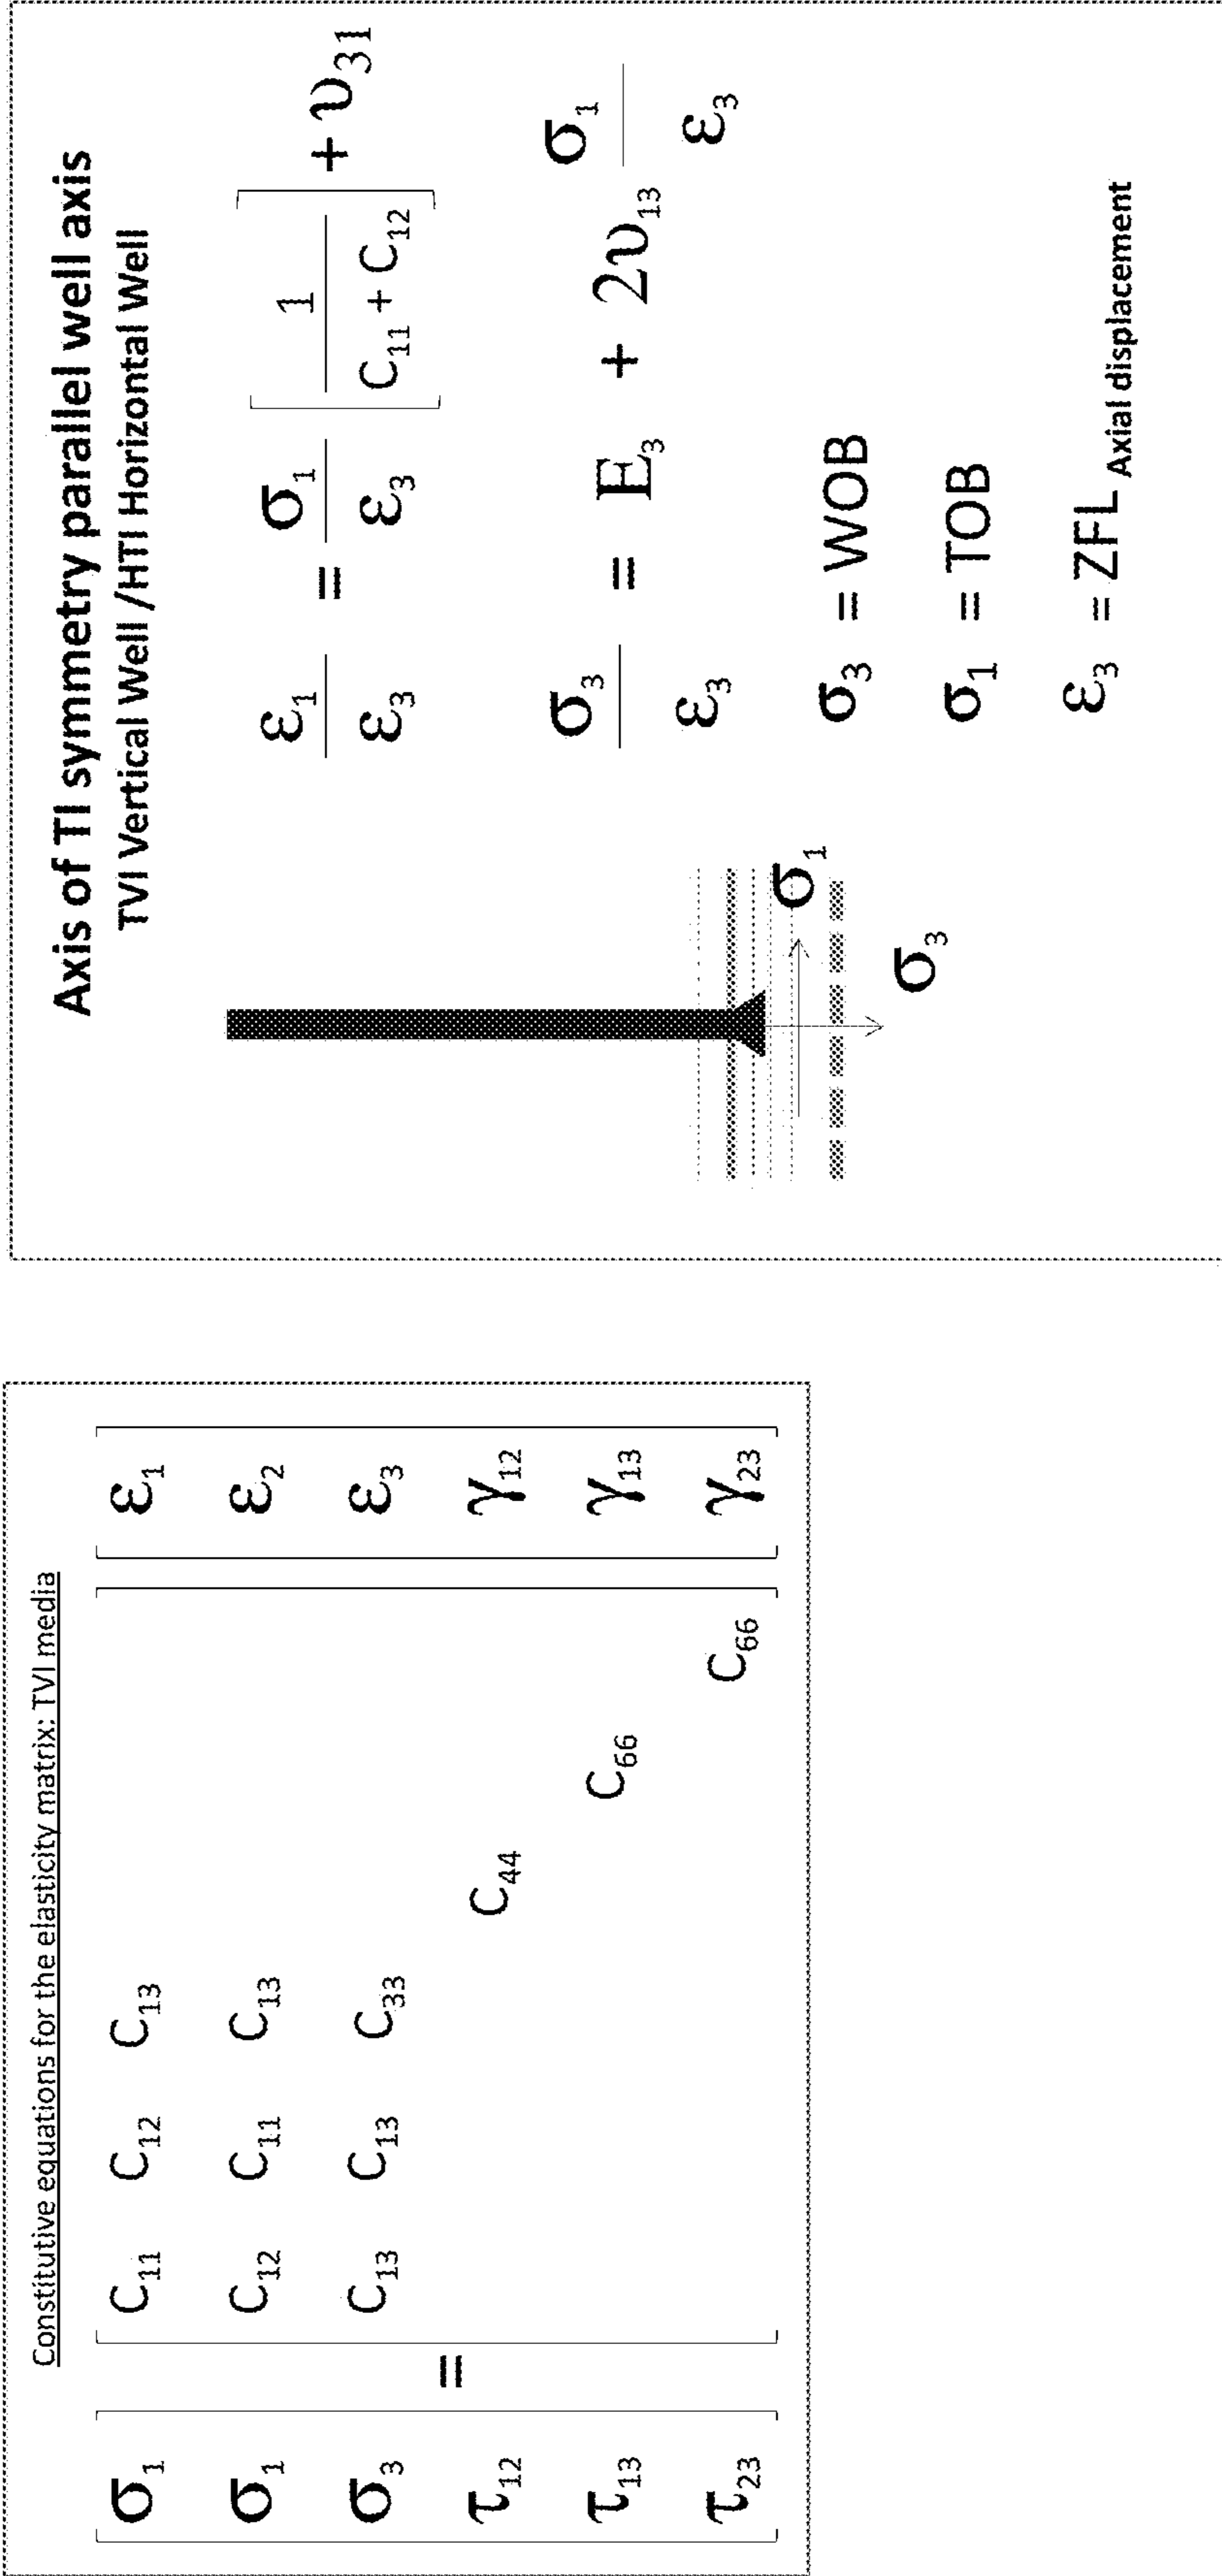 Constitutive equations for the elasticity matrix: TVI media
σ₁ C₁₁ C₁₂ C₁₃ ε₁
σ₁ C₁₂ C₁₁ C₁₃ ε₂
σ₃ C₁₃ C₁₃ C₃₃ ε₃
=
τ₁₂ C₄₄ γ₁₂
τ₁₃ C₆₆ γ₁₃
τ₂₃ C₆₆ γ₂₃
Axis of TI symmetry parallel well axis
TVI Vertical Well /HTI Horizontal Well
ε₁/ε₃ = σ₁/ε₃ [1/(C₁₁ + C₁₂)] + υ₃₁
σ₃/ε₃ = E₃ + 2υ₁₃ σ₁/ε₃
σ₁
σ₃
σ₃ = WOB
σ₁ = TOB
ε₃ = ZFL Axial displacement